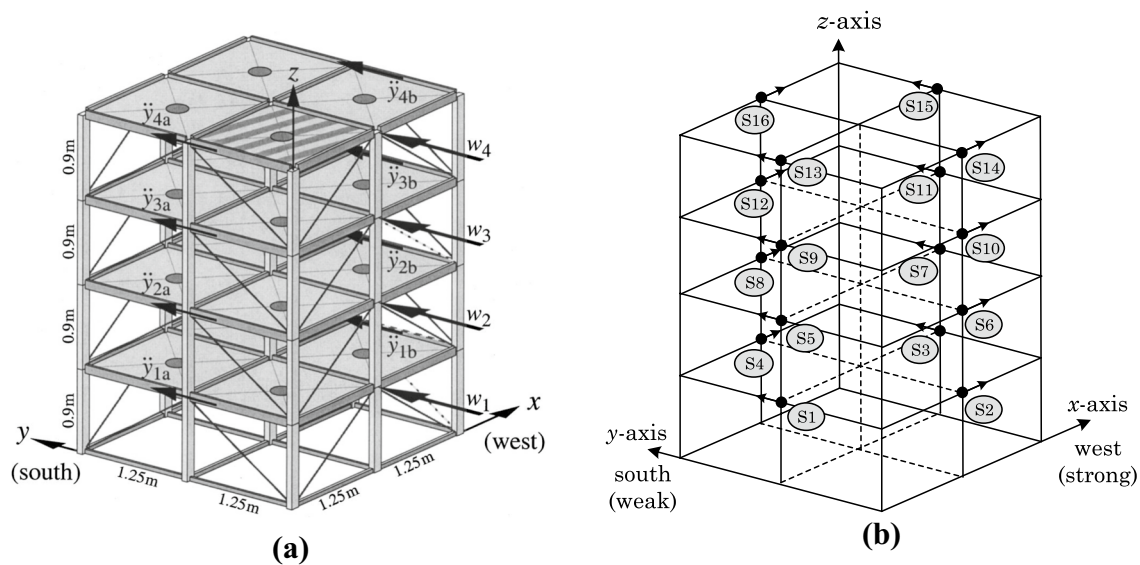 z
ÿ4b
ÿ4a
w4
0.9m
ÿ3b
ÿ3a
w3
0.9m
ÿ2b
ÿ2a
w2
0.9m
ÿ1b
ÿ1a
w1
0.9m
x
(west)
y
(south)
1.25m
1.25m
1.25m
1.25m
(a)
z-axis
S15
S16
S13
S14
S11
S12
S10
S9
S7
S8
S6
S5
S3
S4
S1
S2
x-axis
west
(strong)
y-axis
south
(weak)
(b)